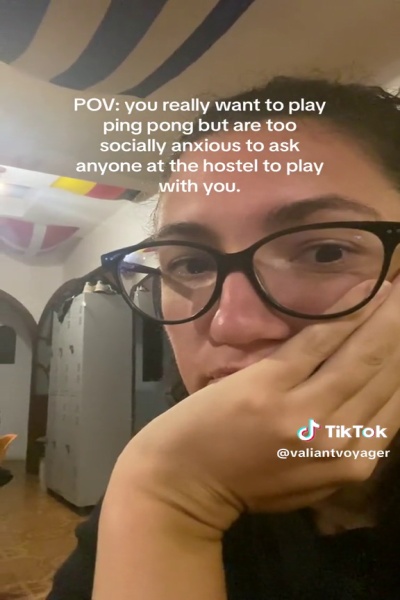 POV: you really want to play
ping pong but are too
socially anxious to ask
anyone at the hostel to play
with you.
TikTok
@valiantvoyager